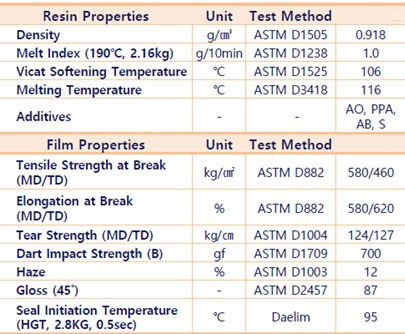 Resin Properties Unit Test Method
Density g/㎤ ASTM D1505 0.918
Melt Index (190℃, 2.16kg) g/10min ASTM D1238 1.0
Vicat Softening Temperature ℃ ASTM D1525 106
Melting Temperature ℃ ASTM D3418 116
Additives - - AO, PPA,
AB, S
Film Properties Unit Test Method
Tensile Strength at Break
(MD/TD) kg/㎠ ASTM D882 580/460
Elongation at Break
(MD/TD) % ASTM D882 580/620
Tear Strength (MD/TD) kg/㎝ ASTM D1004 124/127
Dart Impact Strength (B) gf ASTM D1709 700
Haze % ASTM D1003 12
Gloss (45˚) - ASTM D2457 87
Seal Initiation Temperature
(HGT, 2.8KG, 0.5sec) ℃ Daelim 95